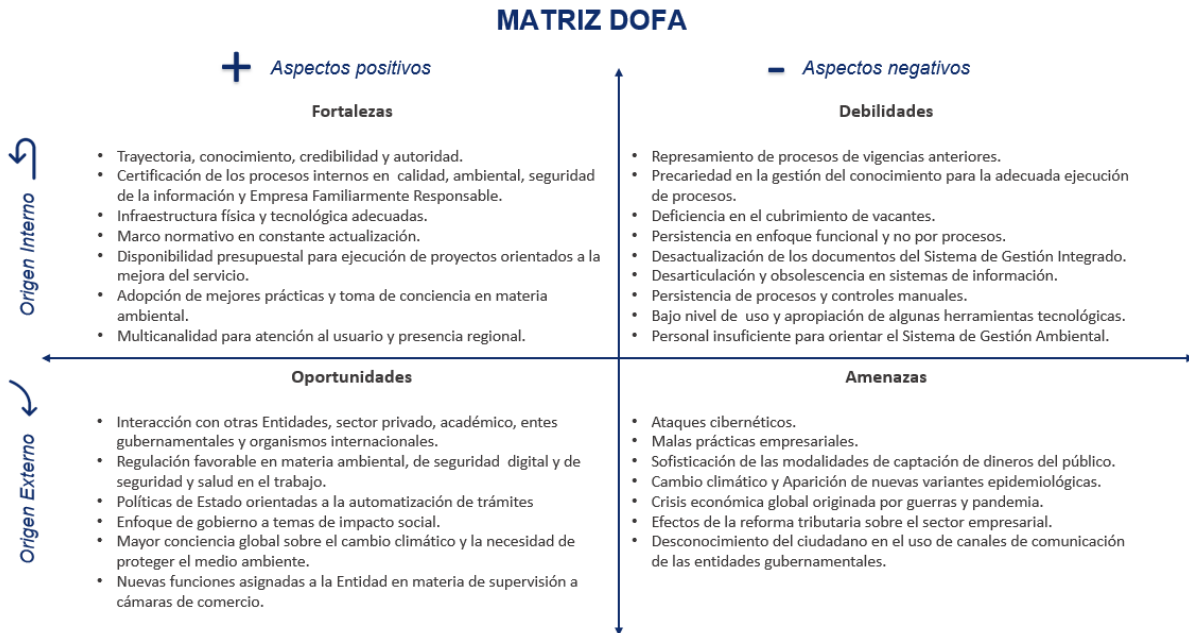 MATRIZ DOFA
+ Aspectos positivos
- Aspectos negativos
Origen Interno
Fortalezas
• Trayectoria, conocimiento, credibilidad y autoridad.
• Certificación de los procesos internos en calidad, ambiental, seguridad
de la información y Empresa Familiarmente Responsable.
• Infraestructura física y tecnológica adecuadas.
• Marco normativo en constante actualización.
• Disponibilidad presupuestal para ejecución de proyectos orientados a la
mejora del servicio.
• Adopción de mejores prácticas y toma de conciencia en materia
ambiental.
• Multicanalidad para atención al usuario y presencia regional.
Debilidades
• Represamiento de procesos de vigencias anteriores.
• Precariedad en la gestión del conocimiento para la adecuada ejecución
de procesos.
• Deficiencia en el cubrimiento de vacantes.
• Persistencia en enfoque funcional y no por procesos.
• Desactualización de los documentos del Sistema de Gestión Integrado.
• Desarticulación y obsolescencia en sistemas de información.
• Persistencia de procesos y controles manuales.
• Bajo nivel de uso y apropiación de algunas herramientas tecnológicas.
• Personal insuficiente para orientar el Sistema de Gestión Ambiental.
Origen Externo
Oportunidades
• Interacción con otras Entidades, sector privado, académico, entes
gubernamentales y organismos internacionales.
• Regulación favorable en materia ambiental, de seguridad digital y de
seguridad y salud en el trabajo.
• Políticas de Estado orientadas a la automatización de trámites
• Enfoque de gobierno a temas de impacto social.
• Mayor conciencia global sobre el cambio climático y la necesidad de
proteger el medio ambiente.
• Nuevas funciones asignadas a la Entidad en materia de supervisión a
cámaras de comercio.
Amenazas
• Ataques cibernéticos.
• Malas prácticas empresariales.
• Sofisticación de las modalidades de captación de dineros del público.
• Cambio climático y Aparición de nuevas variantes epidemiológicas.
• Crisis económica global originada por guerras y pandemia.
• Efectos de la reforma tributaria sobre el sector empresarial.
• Desconocimiento del ciudadano en el uso de canales de comunicación
de las entidades gubernamentales.